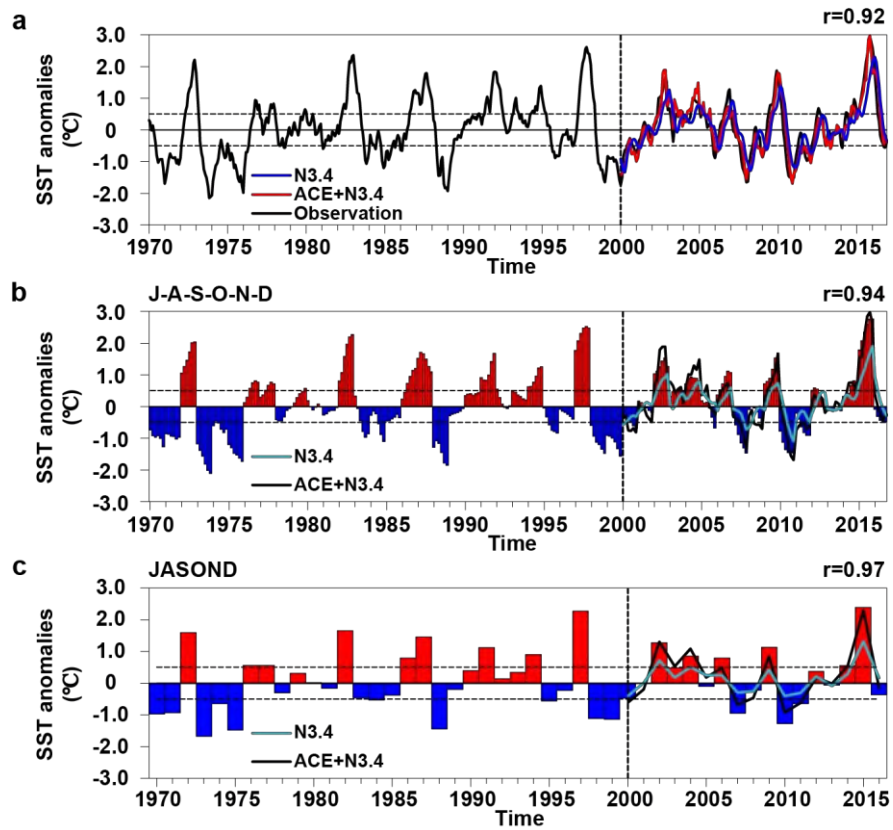 a
r=0.92
3.0
2.0
1.0
0
-1.0
-2.0
-3.0
SST anomalies
(ºC)
N3.4
ACE+N3.4
Observation
1970 1975 1980 1985 1990 1995 2000 2005 2010 2015
Time
b
J-A-S-O-N-D
r=0.94
3.0
2.0
1.0
0
-1.0
-2.0
-3.0
SST anomalies
(ºC)
N3.4
ACE+N3.4
1970 1975 1980 1985 1990 1995 2000 2005 2010 2015
Time
c
JASOND
r=0.97
3.0
2.0
1.0
0
-1.0
-2.0
-3.0
SST anomalies
(ºC)
N3.4
ACE+N3.4
1970 1975 1980 1985 1990 1995 2000 2005 2010 2015
Time